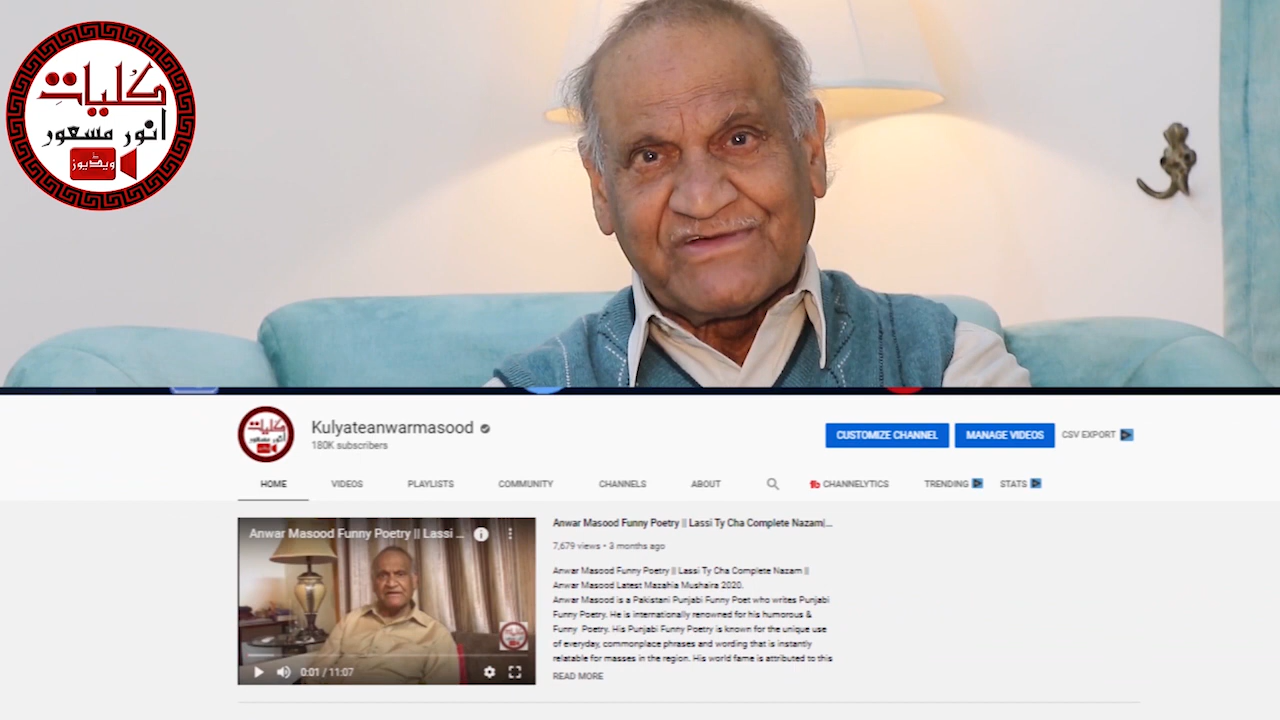 کلیاتِ
انور مسعور
ویڈیوز
Kulyateanwarmasood
180K subscribers
CUSTOMIZE CHANNEL
MANAGE VIDEOS
CSV EXPORT
HOME
VIDEOS
PLAYLISTS
COMMUNITY
CHANNELS
ABOUT
CHANNELYTICS
TRENDING
STATS
Anwar Masood Funny Poetry || Lassi ...
0:01 / 11:07
Anwar Masood Funny Poetry || Lassi Ty Cha Complete Nazam|...
7,679 views • 3 months ago
Anwar Masood Funny Poetry || Lassi Ty Cha Complete Nazam ||
Anwar Masood Latest Mazahia Mushaira 2020.
Anwar Masood is a Pakistani Punjabi Funny Poet who writes Punjabi
Funny Poetry. He is internationally renowned for his humorous &
Funny Poetry. His Punjabi Funny Poetry is known for the unique use
of everyday, commonplace phrases and wording that is instantly
relatable for masses in the region. His world fame is attributed to this
READ MORE